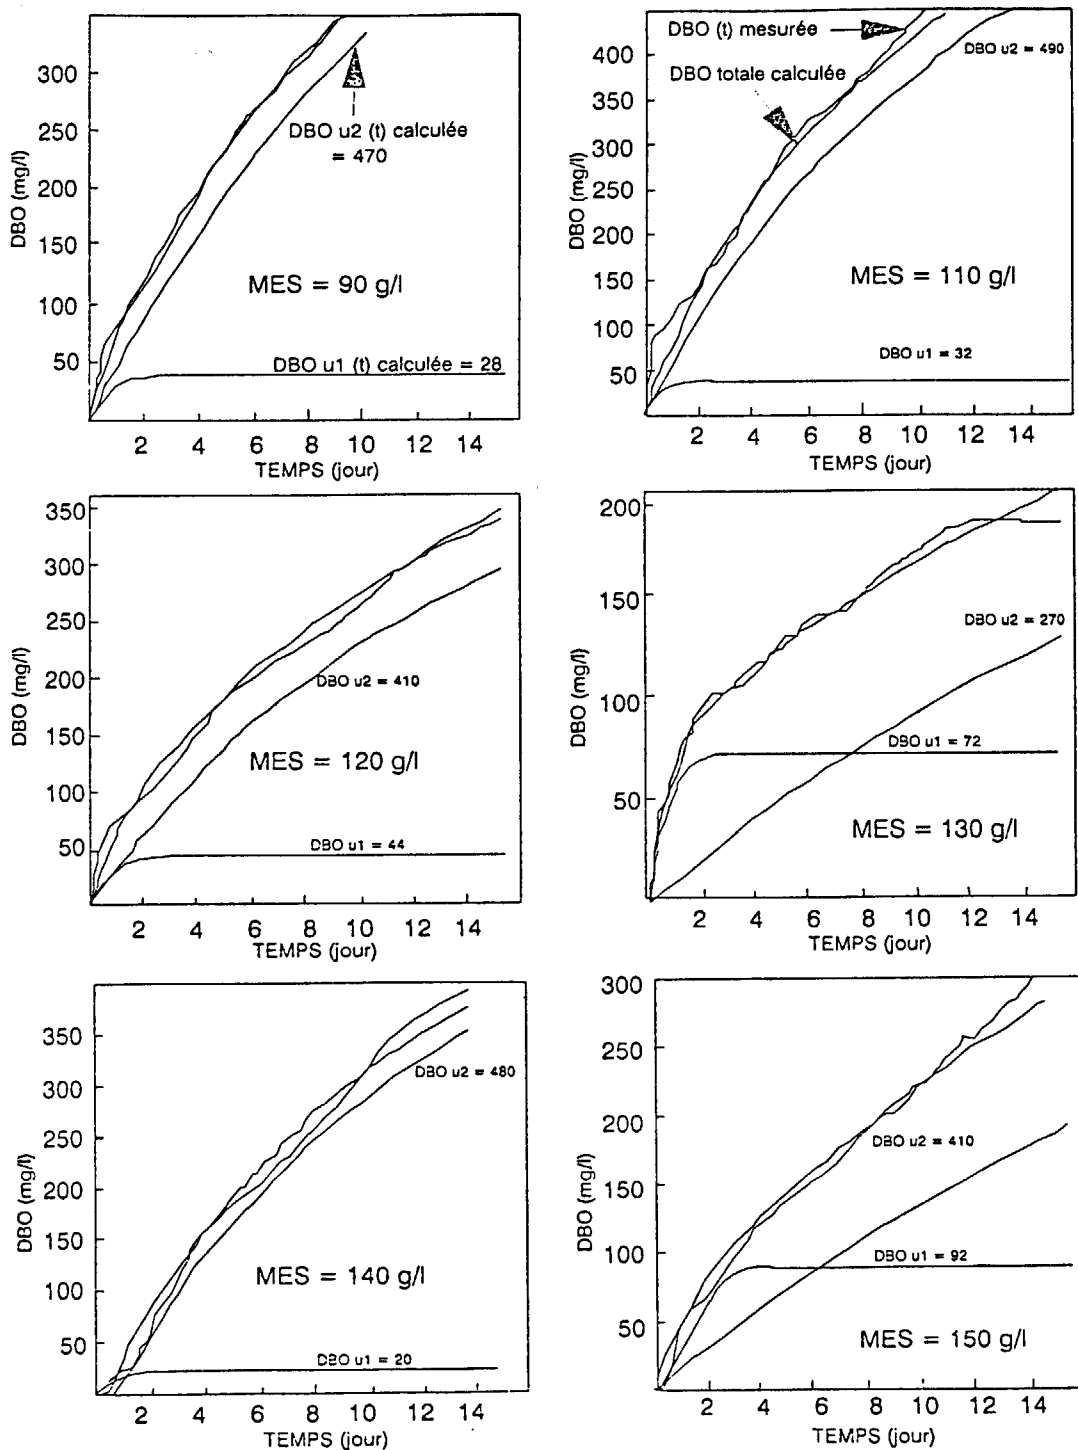 350
300
250
200
150
100
50
DBO (mg/l)
DBO u2 (t) calculée
= 470
MES = 90 g/l
DBO u1 (t) calculée = 28
2 4 6 8 10 12 14
TEMPS (jour)
450
400
350
300
250
200
150
100
50
DBO (mg/l)
DBO (t) mesurée
DBO u2 = 490
DBO totale calculée
MES = 110 g/l
DBO u1 = 32
2 4 6 8 10 12 14
TEMPS (jour)
350
300
250
200
150
100
50
DBO (mg/l)
DBO u2 = 410
MES = 120 g/l
DBO u1 = 44
2 4 6 8 10 12 14
TEMPS (jour)
200
150
100
50
DBO (mg/l)
DBO u2 = 270
DBO u1 = 72
MES = 130 g/l
2 4 6 8 10 12 14
TEMPS (jour)
350
300
250
200
150
100
50
DBO (mg/l)
DBO u2 = 480
MES = 140 g/l
DBO u1 = 20
2 4 6 8 10 12 14
TEMPS (jour)
300
250
200
150
100
50
DBO (mg/l)
DBO u2 = 410
DBO u1 = 92
MES = 150 g/l
2 4 6 8 10 12 14
TEMPS (jour)